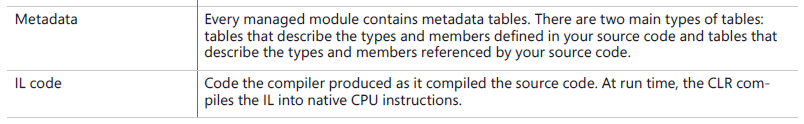 Metadata
Every managed module contains metadata tables. There are two main types of tables:
tables that describe the types and members defined in your source code and tables that
describe the types and members referenced by your source code.
IL code
Code the compiler produced as it compiled the source code. At run time, the CLR com-
piles the IL into native CPU instructions.